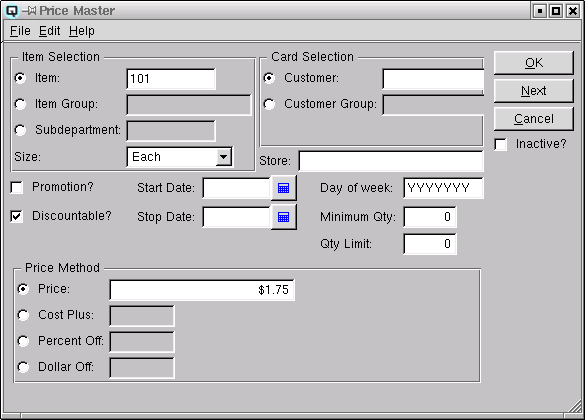 Q Price Master
File Edit Help
Item Selection
Item: 101
Item Group:
Subdepartment:
Size: Each
Card Selection
Customer:
Customer Group:
Store:
OK
Next
Cancel
Inactive?
Promotion? Start Date: Day of week: YYYYYYY
Discountable? Stop Date: Minimum Qty: 0
Qty Limit: 0
Price Method
Price: $1.75
Cost Plus:
Percent Off:
Dollar Off: